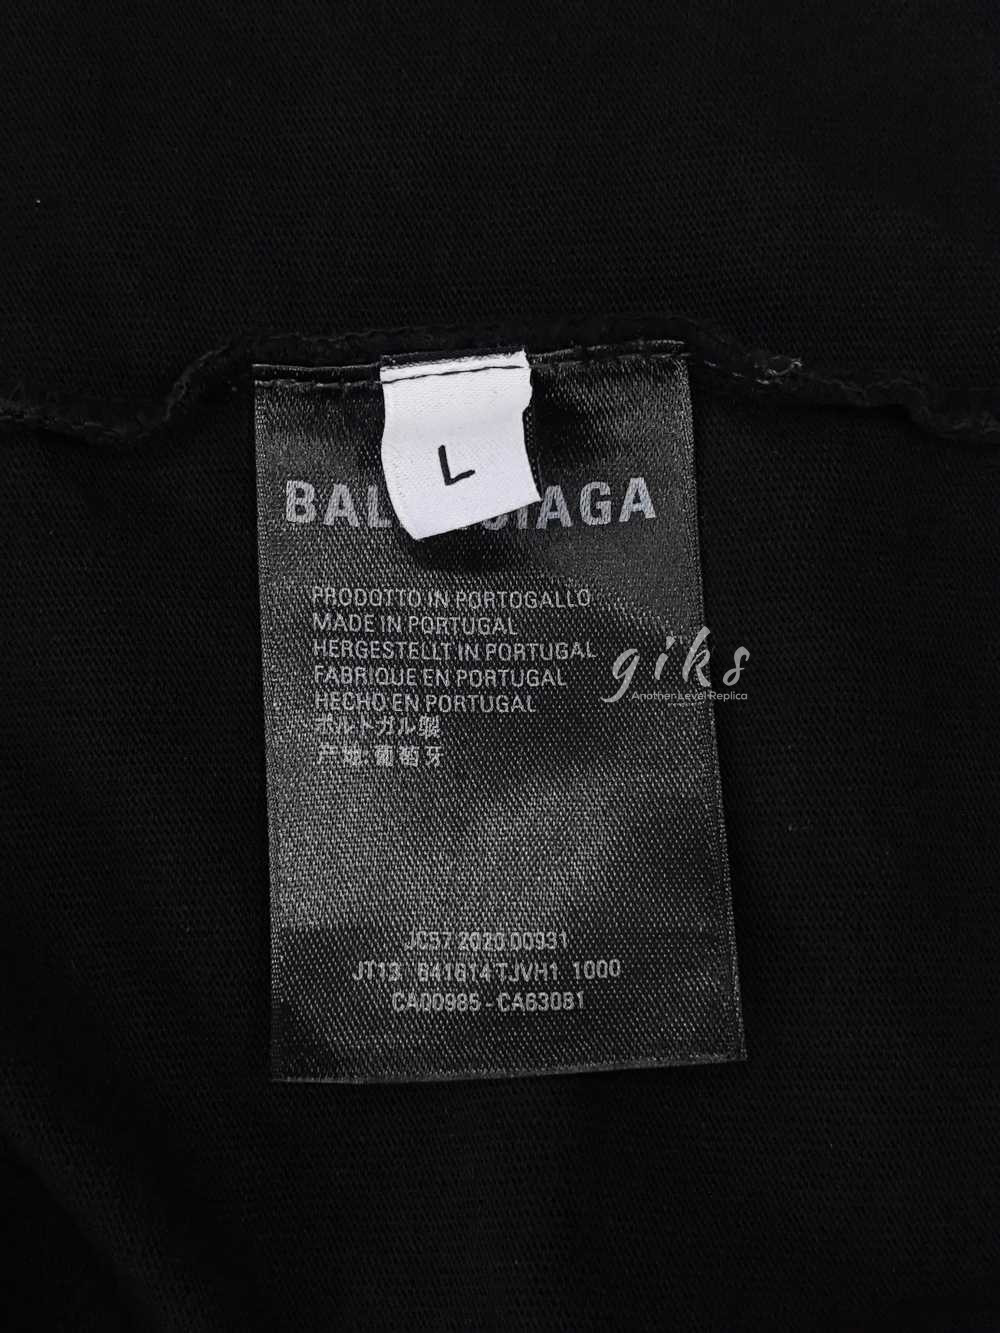 L
BAL CIAGA
PRODOTTO IN PORTOGALLO
MADE IN PORTUGAL
HERGESTELLT IN PORTUGAL
FABRIQUE EN PORTUGAL
HECHO EN PORTUGAL
ポルトガル製
产地:葡萄牙
giks
Another Level Replica
JC57 2020 00931
JT13 641614 TJVH1 1000
CA00985 - CA63081